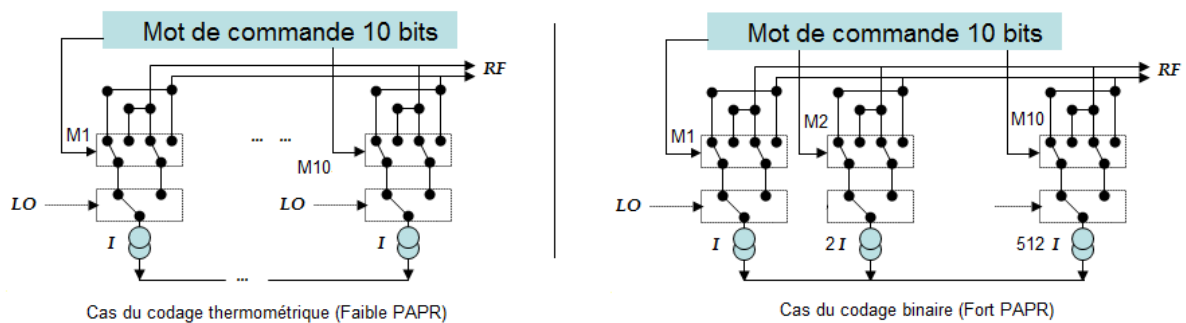 Mot de commande 10 bits
RF
M1
... ...
M10
LO
LO
I
I
...
Cas du codage thermométrique (Faible PAPR)
Mot de commande 10 bits
RF
M1
M2
M10
LO
I
2 I
512 I
Cas du codage binaire (Fort PAPR)